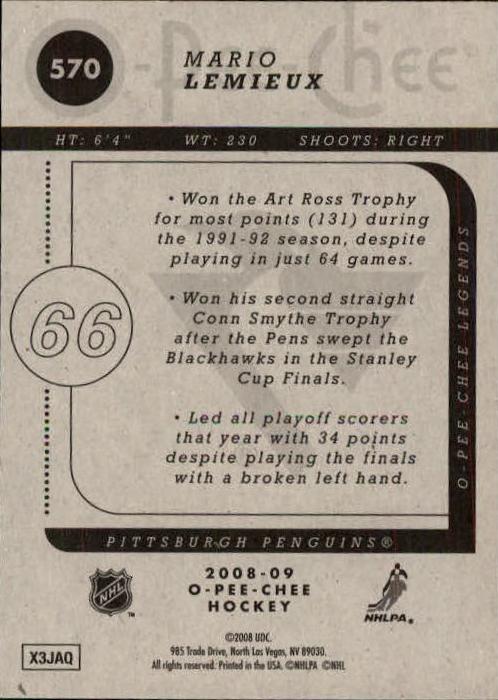 O-Pee-Chee
570
MARIO
LEMIEUX
HT: 6'4" WT: 230 SHOOTS: RIGHT
• Won the Art Ross Trophy
for most points (131) during
the 1991-92 season, despite
playing in just 64 games.
• Won his second straight
Conn Smythe Trophy
after the Pens swept the
Blackhawks in the Stanley
Cup Finals.
• Led all playoff scorers
that year with 34 points
despite playing the finals
with a broken left hand.
66
O-PEE-CHEE LEGENDS
PITTSBURGH PENGUINS®
NHL
™
2008-09
O-PEE-CHEE
HOCKEY
NHLPA®
©2008 UDC.
985 Trade Drive, North Las Vegas, NV 89030.
All rights reserved. Printed in the USA. ©NHLPA ©NHL
X3JAQ